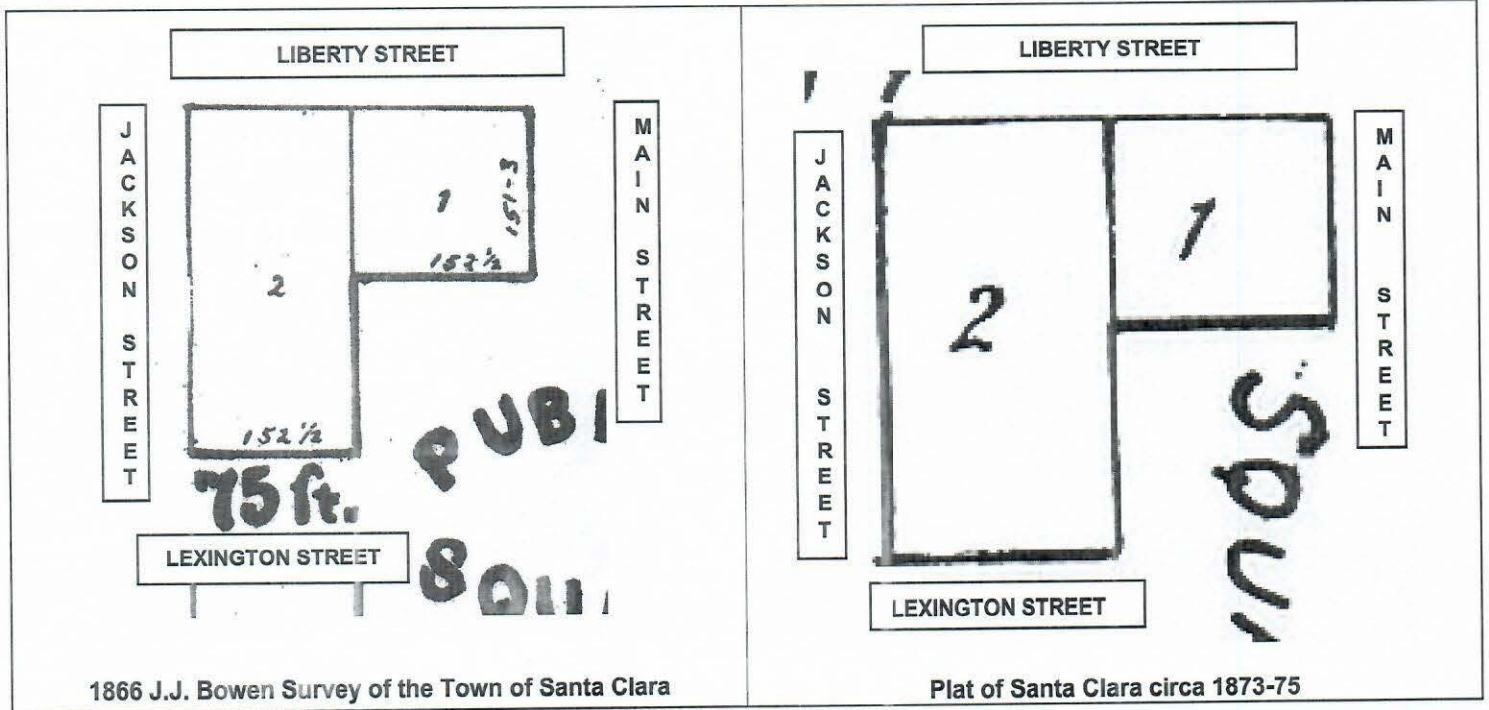 LIBERTY STREET
JACKSON STREET
MAIN STREET
1
151-3
152½
2
152½
75 ft.
LEXINGTON STREET
PUB
SQU
1866 J.J. Bowen Survey of the Town of Santa Clara
LIBERTY STREET
JACKSON STREET
MAIN STREET
1
2
LEXINGTON STREET
Plat of Santa Clara circa 1873-75